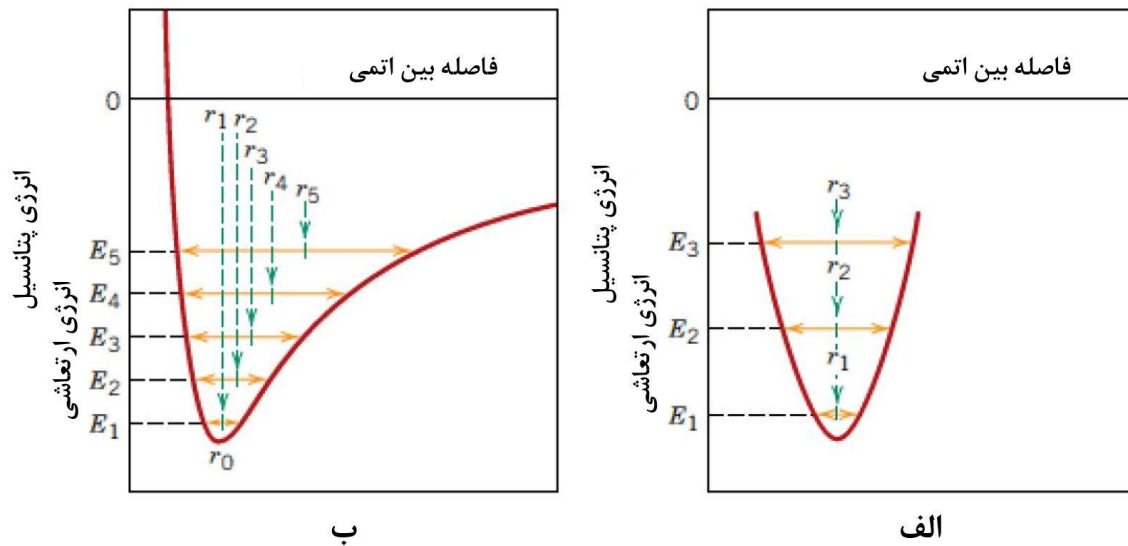 فاصله بین اتمی
0
r3
E3
r2
E2
r1
E1
انرژی پتانسیل
انرژی ارتعاشی
الف
فاصله بین اتمی
0
r1 r2
r3
r4
r5
E5
E4
E3
E2
E1
r0
انرژی پتانسیل
انرژی ارتعاشی
ب